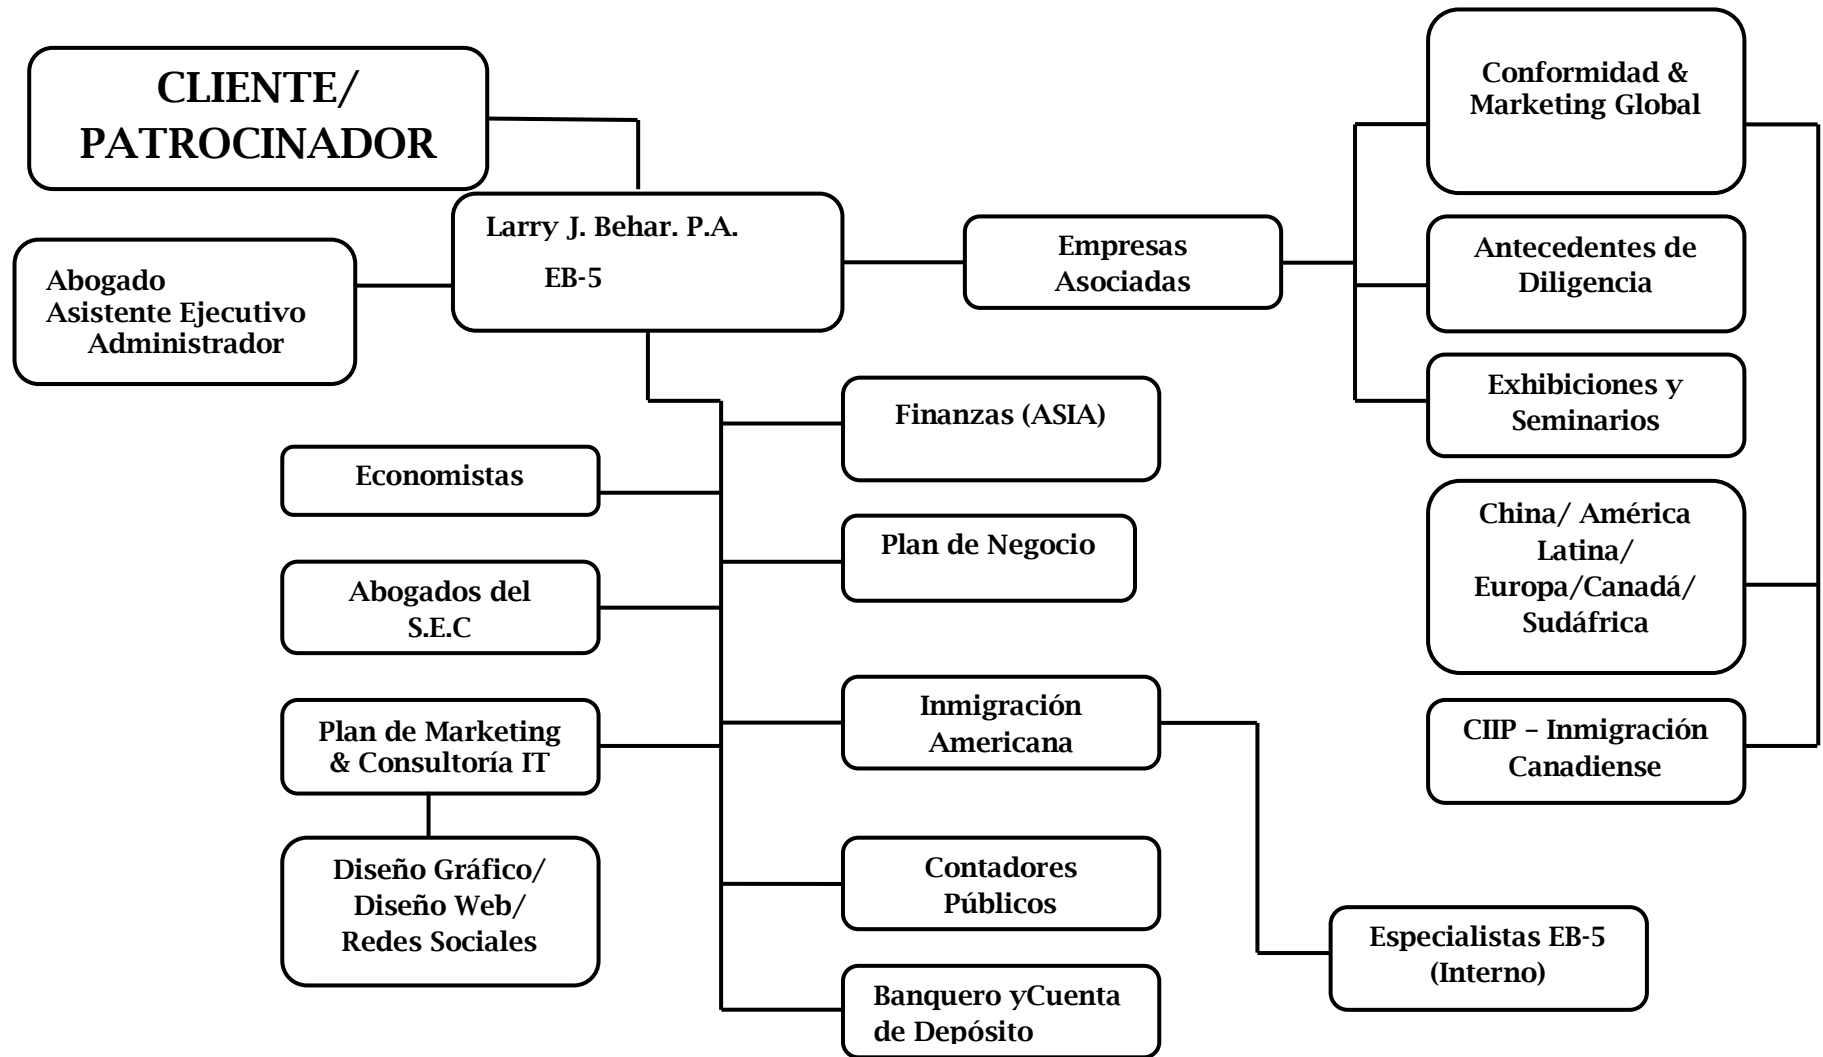 CLIENTE/
PATROCINADOR
Larry J. Behar. P.A.
EB-5
Abogado
Asistente Ejecutivo
Administrador
Empresas
Asociadas
Conformidad &
Marketing Global
Antecedentes de
Diligencia
Exhibiciones y
Seminarios
China/ América
Latina/
Europa/Canadá/
Sudáfrica
CIIP – Inmigración
Canadiense
Finanzas (ASIA)
Economistas
Plan de Negocio
Abogados del
S.E.C
Inmigración
Americana
Plan de Marketing
& Consultoría IT
Diseño Gráfico/
Diseño Web/
Redes Sociales
Contadores
Públicos
Especialistas EB-5
(Interno)
Banquero yCuenta
de Depósito